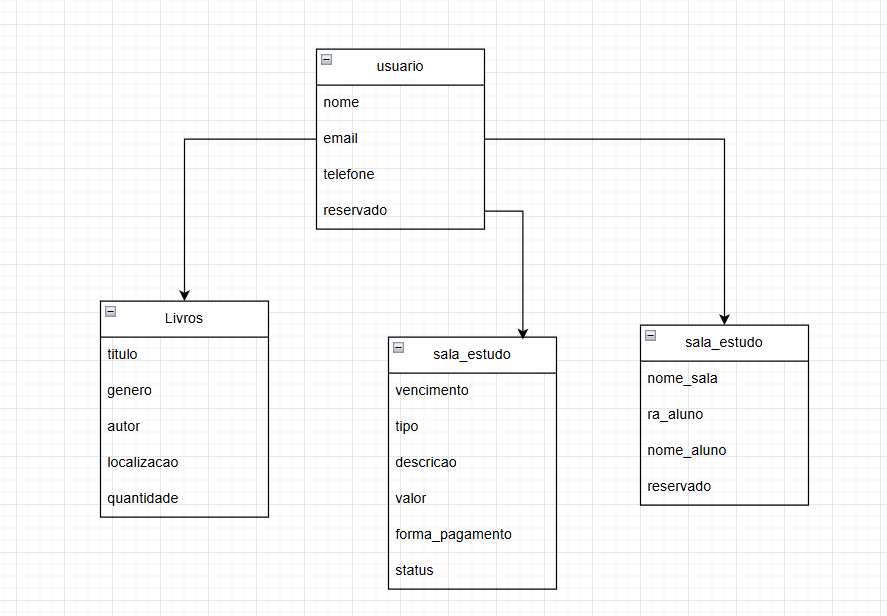 usuario
nome
email
telefone
reservado
Livros
titulo
genero
autor
localizacao
quantidade
sala_estudo
vencimento
tipo
descricao
valor
forma_pagamento
status
sala_estudo
nome_sala
ra_aluno
nome_aluno
reservado